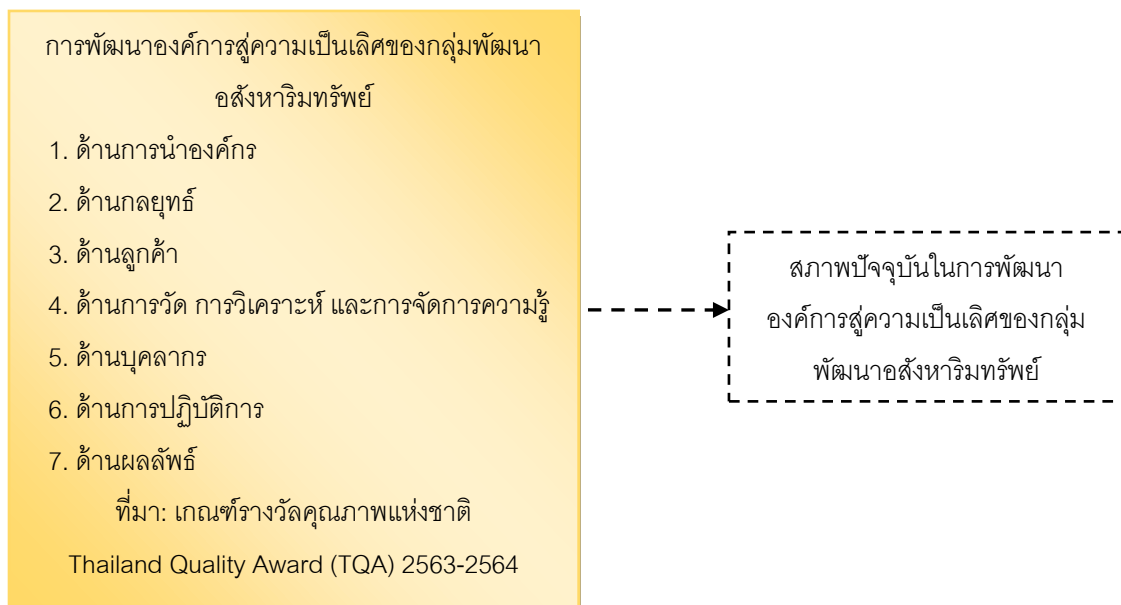 การพัฒนาองค์การสู่ความเป็นเลิศของกลุ่มพัฒนา
อสังหาริมทรัพย์
1. ด้านการนำองค์กร
2. ด้านกลยุทธ์
3. ด้านลูกค้า
4. ด้านการวัด การวิเคราะห์ และการจัดการความรู้
5. ด้านบุคลากร
6. ด้านการปฏิบัติการ
7. ด้านผลลัพธ์
ที่มา: เกณฑ์รางวัลคุณภาพแห่งชาติ
Thailand Quality Award (TQA) 2563-2564
สภาพปัจจุบันในการพัฒนา
องค์การสู่ความเป็นเลิศของกลุ่ม
พัฒนาอสังหาริมทรัพย์